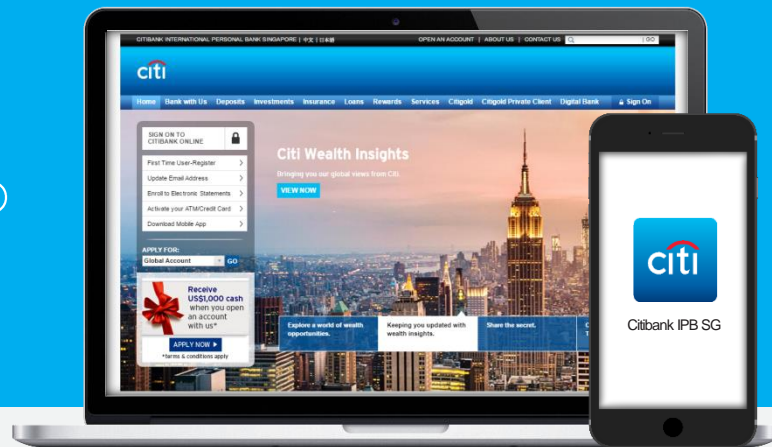 CITIBANK INTERNATIONAL PERSONAL BANK SINGAPORE | 中文 | 日本語
OPEN AN ACCOUNT | ABOUT US | CONTACT US
GO
citi
Home Bank with Us Deposits Investments Insurance Loans Rewards Services Citigold Citigold Private Client Digital Bank Sign On
SIGN ON TO
CITIBANK ONLINE
First Time User-Register
Update Email Address
Enroll to Electronic Statements
Activate your ATM/Credit Card
Download Mobile App
APPLY FOR:
Global Account
GO
Receive
US$1,000 cash
when you open
an account
with us*
APPLY NOW
*terms & conditions apply
Citi Wealth Insights
Bringing you our global views from Citi.
VIEW NOW
Explore a world of wealth
opportunities.
Keeping you updated with
wealth insights.
Share the secret.
citi
Citibank IPB SG